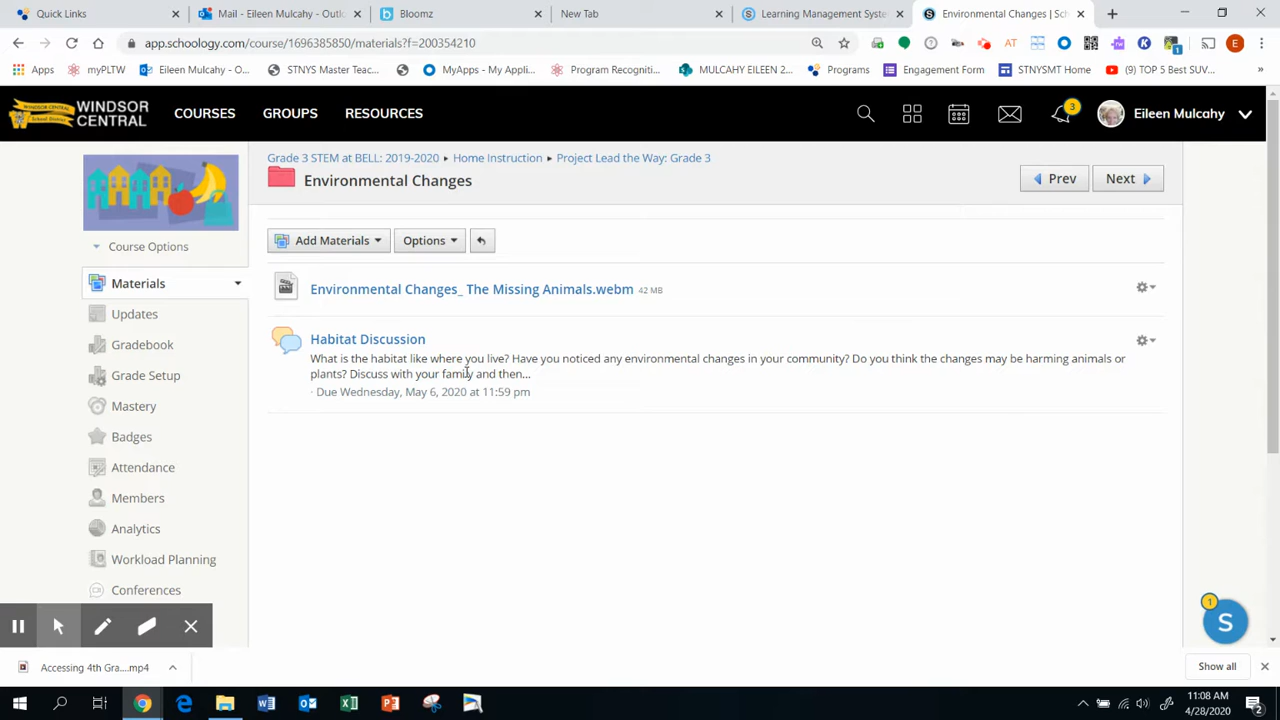 Quick Links
Mail - Eileen Mulcahy - Outl
Bloomz
New Tab
Learning Management Syste
Environmental Changes | Sch
app.schoology.com/course/1696385850/materials?f=200354210
Apps
myPLTW
Eileen Mulcahy - O...
STNYS Master Teac...
MyApps - My Appli...
Program Recogniti...
MULCAHY EILEEN 2...
Programs
Engagement Form
STNYSMT Home
(9) TOP 5 Best SUV...
WINDSOR CENTRAL
COURSES
GROUPS
RESOURCES
3
Eileen Mulcahy
Grade 3 STEM at BELL: 2019-2020 Home Instruction Project Lead the Way: Grade 3
Environmental Changes
Prev
Next
Course Options
Add Materials
Options
Materials
Updates
Gradebook
Grade Setup
Mastery
Badges
Attendance
Members
Analytics
Workload Planning
Conferences
Environmental Changes_ The Missing Animals.webm 42 MB
Habitat Discussion
What is the habitat like where you live? Have you noticed any environmental changes in your community? Do you think the changes may be harming animals or
plants? Discuss with your family and then...
· Due Wednesday, May 6, 2020 at 11:59 pm
1
S
Accessing 4th Gra....mp4
Show all
11:08 AM
4/28/2020
2